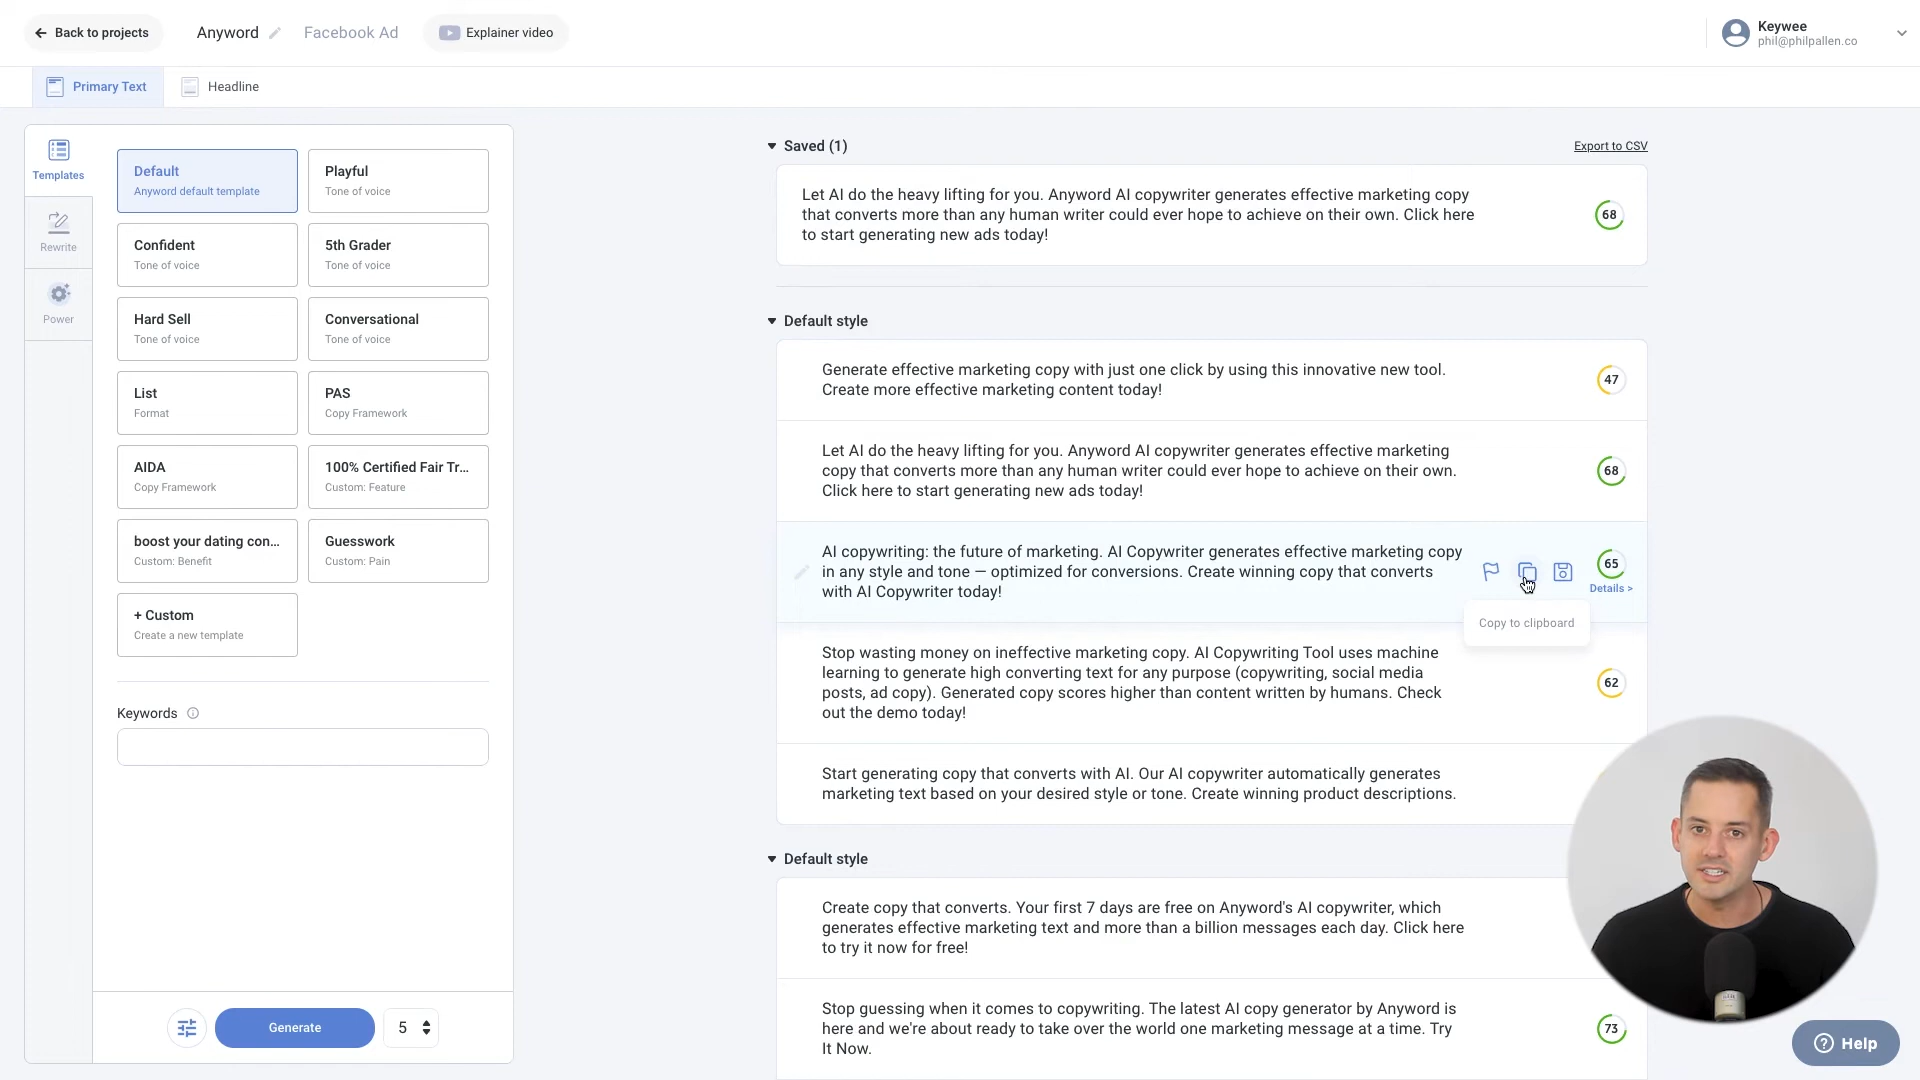 Back to projects
Anyword
Facebook Ad
Explainer video
Keywee
phil@philpallen.co
Primary Text
Headline
Templates
Rewrite
Power
Default
Anyword default template
Playful
Tone of voice
Confident
Tone of voice
5th Grader
Tone of voice
Hard Sell
Tone of voice
Conversational
Tone of voice
List
Format
PAS
Copy Framework
AIDA
Copy Framework
100% Certified Fair Tr...
Custom: Feature
boost your dating con...
Custom: Benefit
Guesswork
Custom: Pain
+ Custom
Create a new template
Keywords
Generate
5
Saved (1)
Export to CSV
Let AI do the heavy lifting for you. Anyword AI copywriter generates effective marketing copy
that converts more than any human writer could ever hope to achieve on their own. Click here
to start generating new ads today!
68
Default style
Generate effective marketing copy with just one click by using this innovative new tool.
Create more effective marketing content today!
47
Let AI do the heavy lifting for you. Anyword AI copywriter generates effective marketing
copy that converts more than any human writer could ever hope to achieve on their own.
Click here to start generating new ads today!
68
AI copywriting: the future of marketing. AI Copywriter generates effective marketing copy
in any style and tone — optimized for conversions. Create winning copy that converts
with AI Copywriter today!
65
Details >
Copy to clipboard
Stop wasting money on ineffective marketing copy. AI Copywriting Tool uses machine
learning to generate high converting text for any purpose (copywriting, social media
posts, ad copy). Generated copy scores higher than content written by humans. Check
out the demo today!
62
Start generating copy that converts with AI. Our AI copywriter automatically generates
marketing text based on your desired style or tone. Create winning product descriptions.
Default style
Create copy that converts. Your first 7 days are free on Anyword's AI copywriter, which
generates effective marketing text and more than a billion messages each day. Click here
to try it now for free!
Stop guessing when it comes to copywriting. The latest AI copy generator by Anyword is
here and we're about ready to take over the world one marketing message at a time. Try
It Now.
73
Help